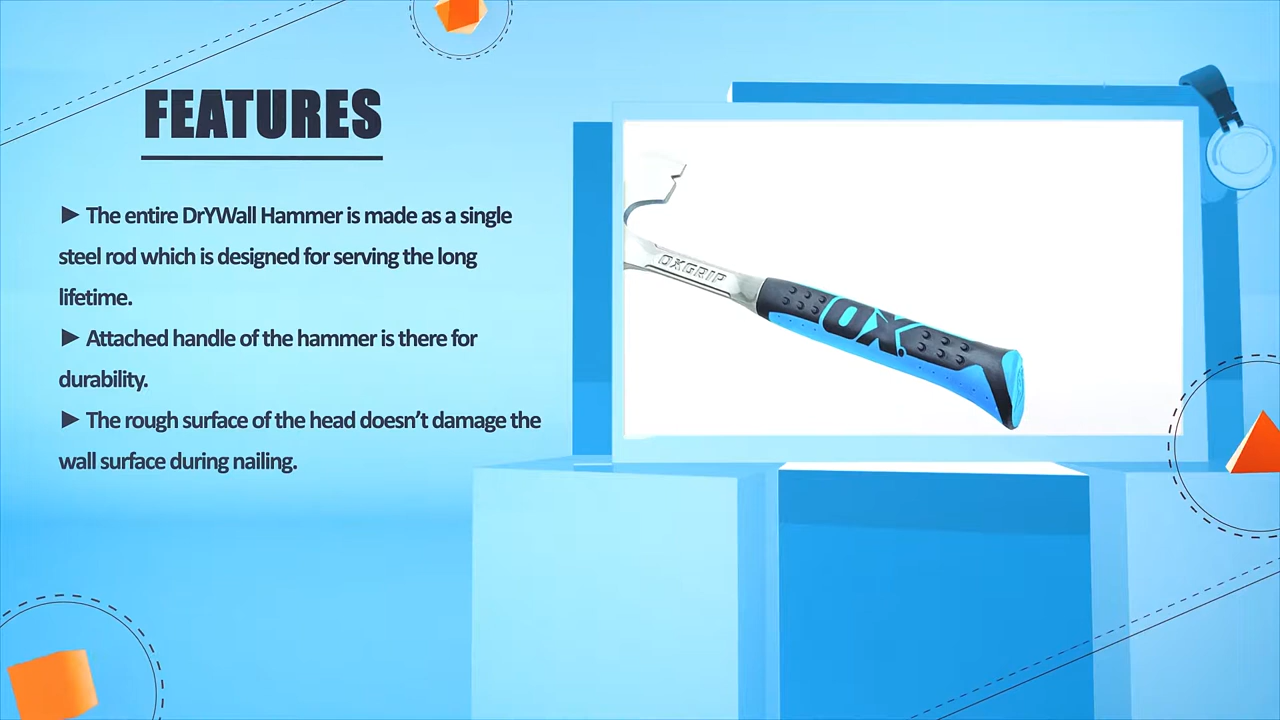 FEATURES
► The entire DrYWall Hammer is made as a single
steel rod which is designed for serving the long
lifetime.
► Attached handle of the hammer is there for
durability.
► The rough surface of the head doesn’t damage the
wall surface during nailing.
OXGRIP
OX.